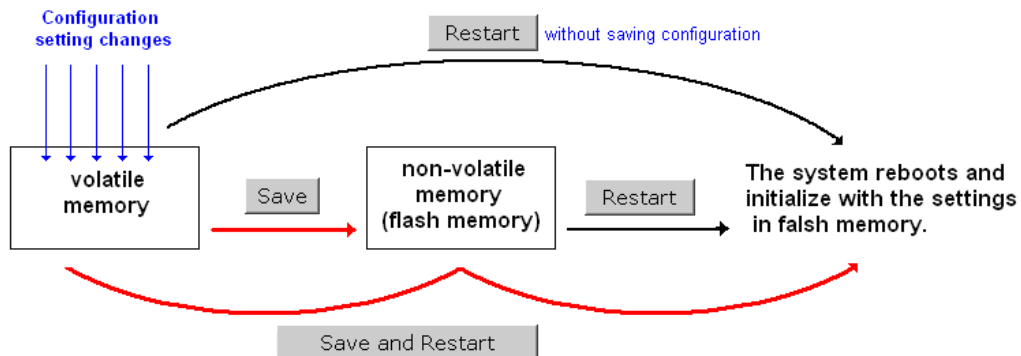 Configuration
setting changes
Restart without saving configuration
volatile
memory
Save
non-volatile
memory
(flash memory)
Restart
The system reboots and
initialize with the settings
in falsh memory.
Save and Restart